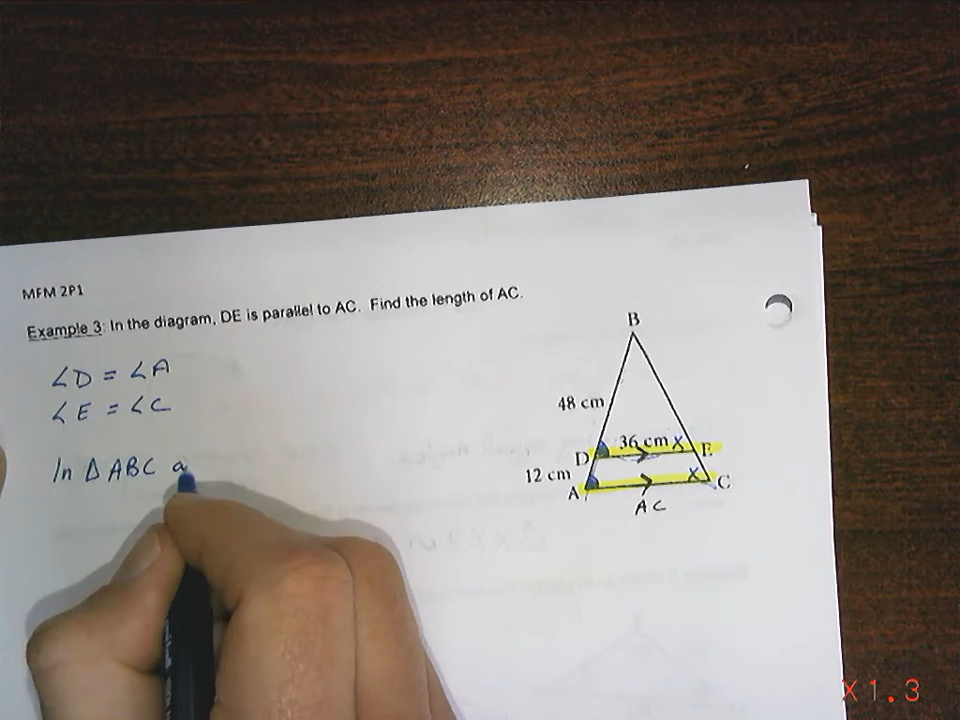 MFM 2P1
Example 3: In the diagram, DE is parallel to AC. Find the length of AC.
∠D = ∠A
∠E = ∠C
In △ABC a
B
48 cm
36 cm x
D
E
12 cm
x
A
C
AC
X1.3